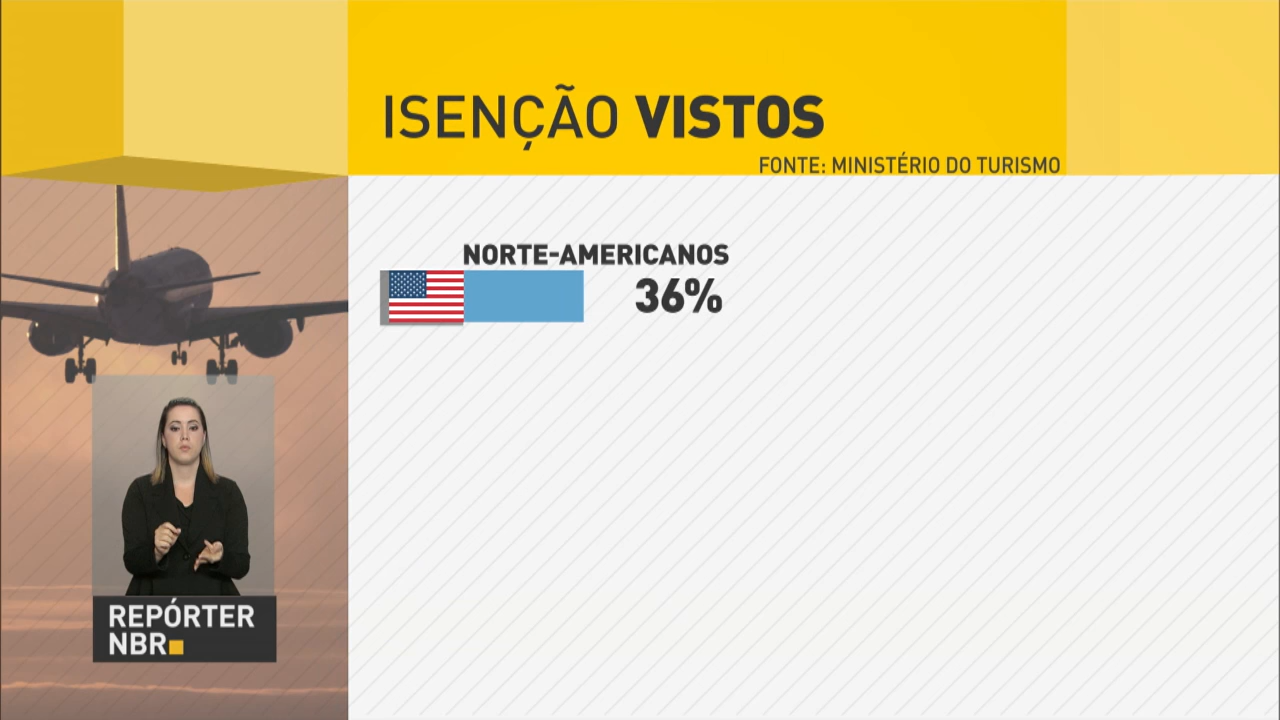 ISENÇÃO VISTOS
FONTE: MINISTÉRIO DO TURISMO
NORTE-AMERICANOS
36%
REPÓRTER
NBR